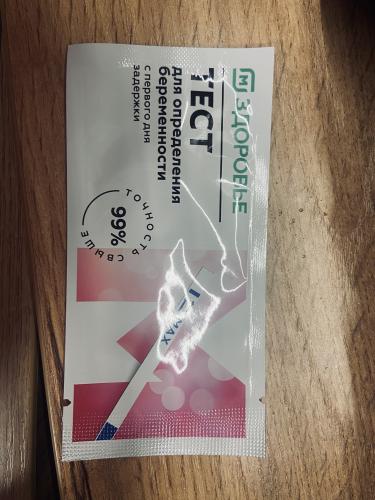 М ЗДОРОВЬЕ
ТЕСТ
для определения
беременности
с первого дня
задержки
ТОЧНОСТЬ
99%
СВЫШЕ
MAX